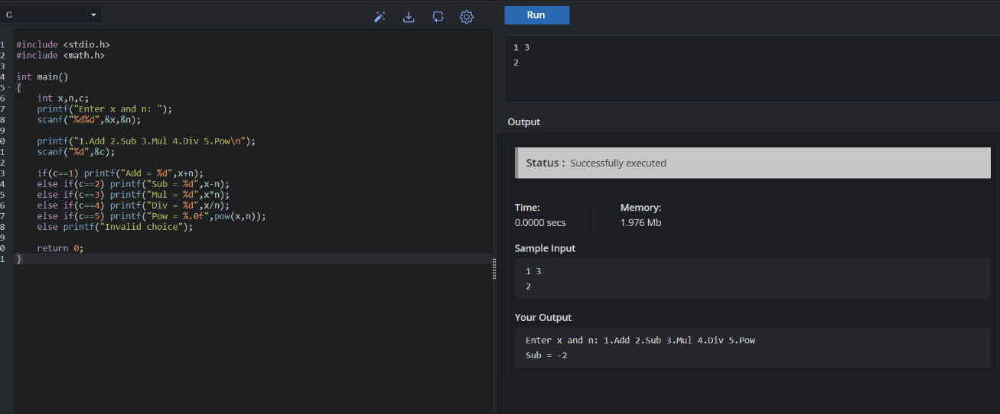 C
Run
1 #include <stdio.h>
2 #include <math.h>
3
4 int main()
5 {
6     int x,n,c;
7     printf("Enter x and n: ");
8     scanf("%d%d",&x,&n);
9
0     printf("1.Add 2.Sub 3.Mul 4.Div 5.Pow\n");
1     scanf("%d",&c);
2
3     if(c==1) printf("Add = %d",x+n);
4     else if(c==2) printf("Sub = %d",x-n);
5     else if(c==3) printf("Mul = %d",x*n);
6     else if(c==4) printf("Div = %d",x/n);
7     else if(c==5) printf("Pow = %.0f",pow(x,n));
8     else printf("Invalid choice");
9
0     return 0;
1 }
1 3
2
Output
Status : Successfully executed
Time: Memory:
0.0000 secs 1.976 Mb
Sample Input
1 3
2
Your Output
Enter x and n: 1.Add 2.Sub 3.Mul 4.Div 5.Pow
Sub = -2